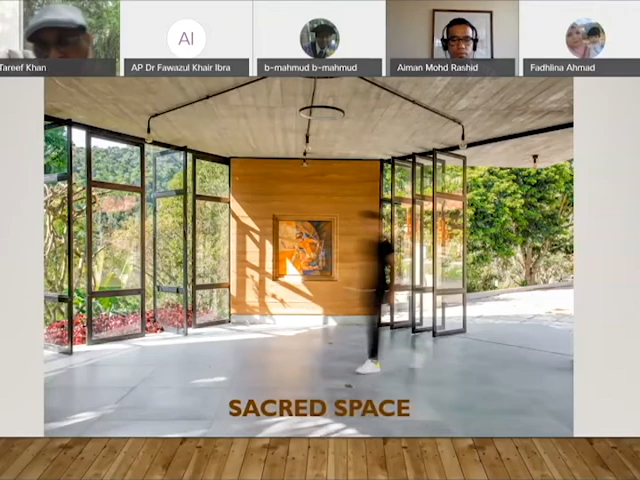 Tareef Khan
AI
AP Dr Fawazul Khair Ibra
b-mahmud b-mahmud
Aiman Mohd Rashid
Fadhlina Ahmad
SACRED SPACE